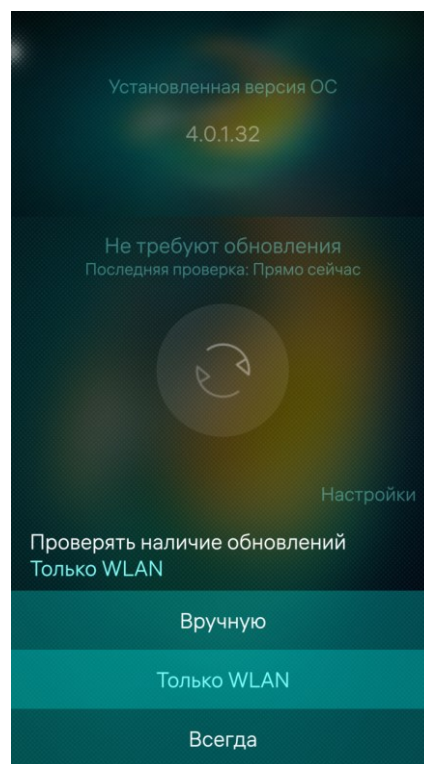 Установленная версия ОС
4.0.1.32
Не требуют обновления
Последняя проверка: Прямо сейчас
Настройки
Проверять наличие обновлений
Только WLAN
Вручную
Только WLAN
Всегда